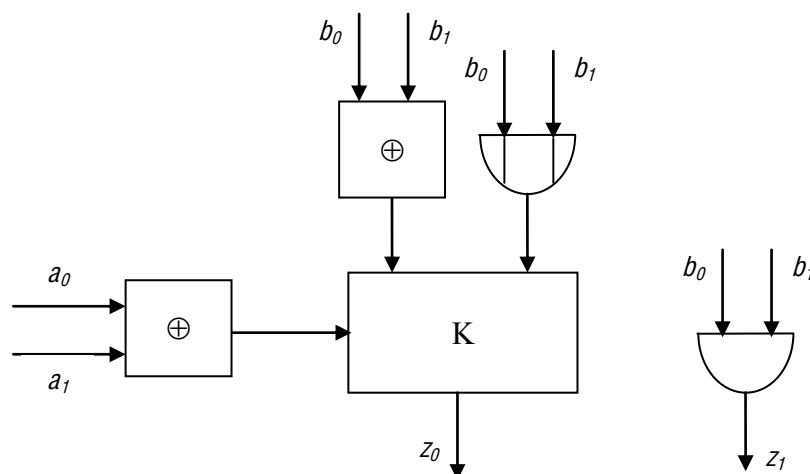 b₀ b₁
b₀ b₁
⊕
a₀
b₀ b₁
⊕
K
a₁
z₀
z₁